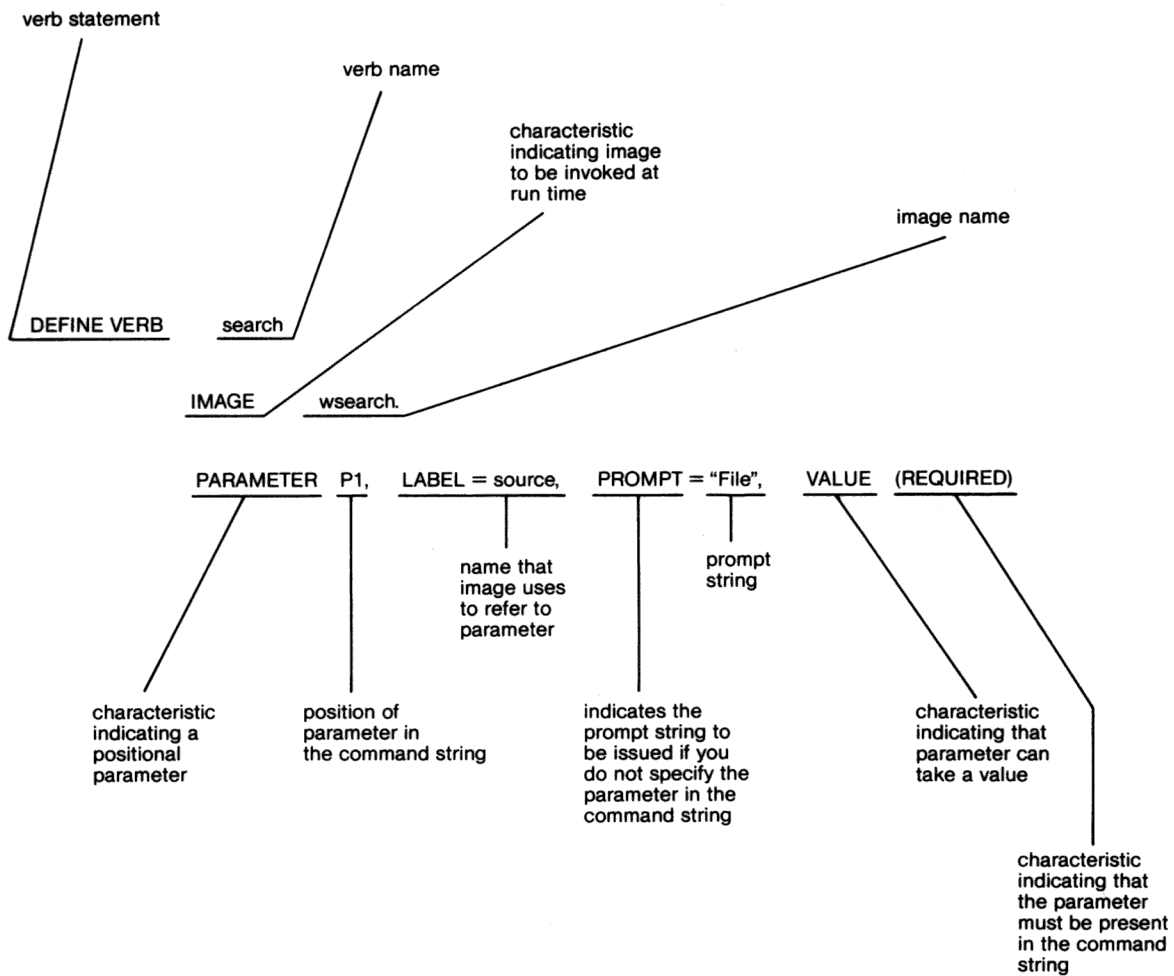 verb statement
verb name
characteristic
indicating image
to be invoked at
run time
image name
DEFINE VERB search
IMAGE wsearch.
PARAMETER P1, LABEL = source, PROMPT = “File”, VALUE (REQUIRED)
name that
image uses
to refer to
parameter
prompt
string
characteristic
indicating a
positional
parameter
position of
parameter in
the command string
indicates the
prompt string to
be issued if you
do not specify the
parameter in the
command string
characteristic
indicating that
parameter can
take a value
characteristic
indicating that
the parameter
must be present
in the command
string